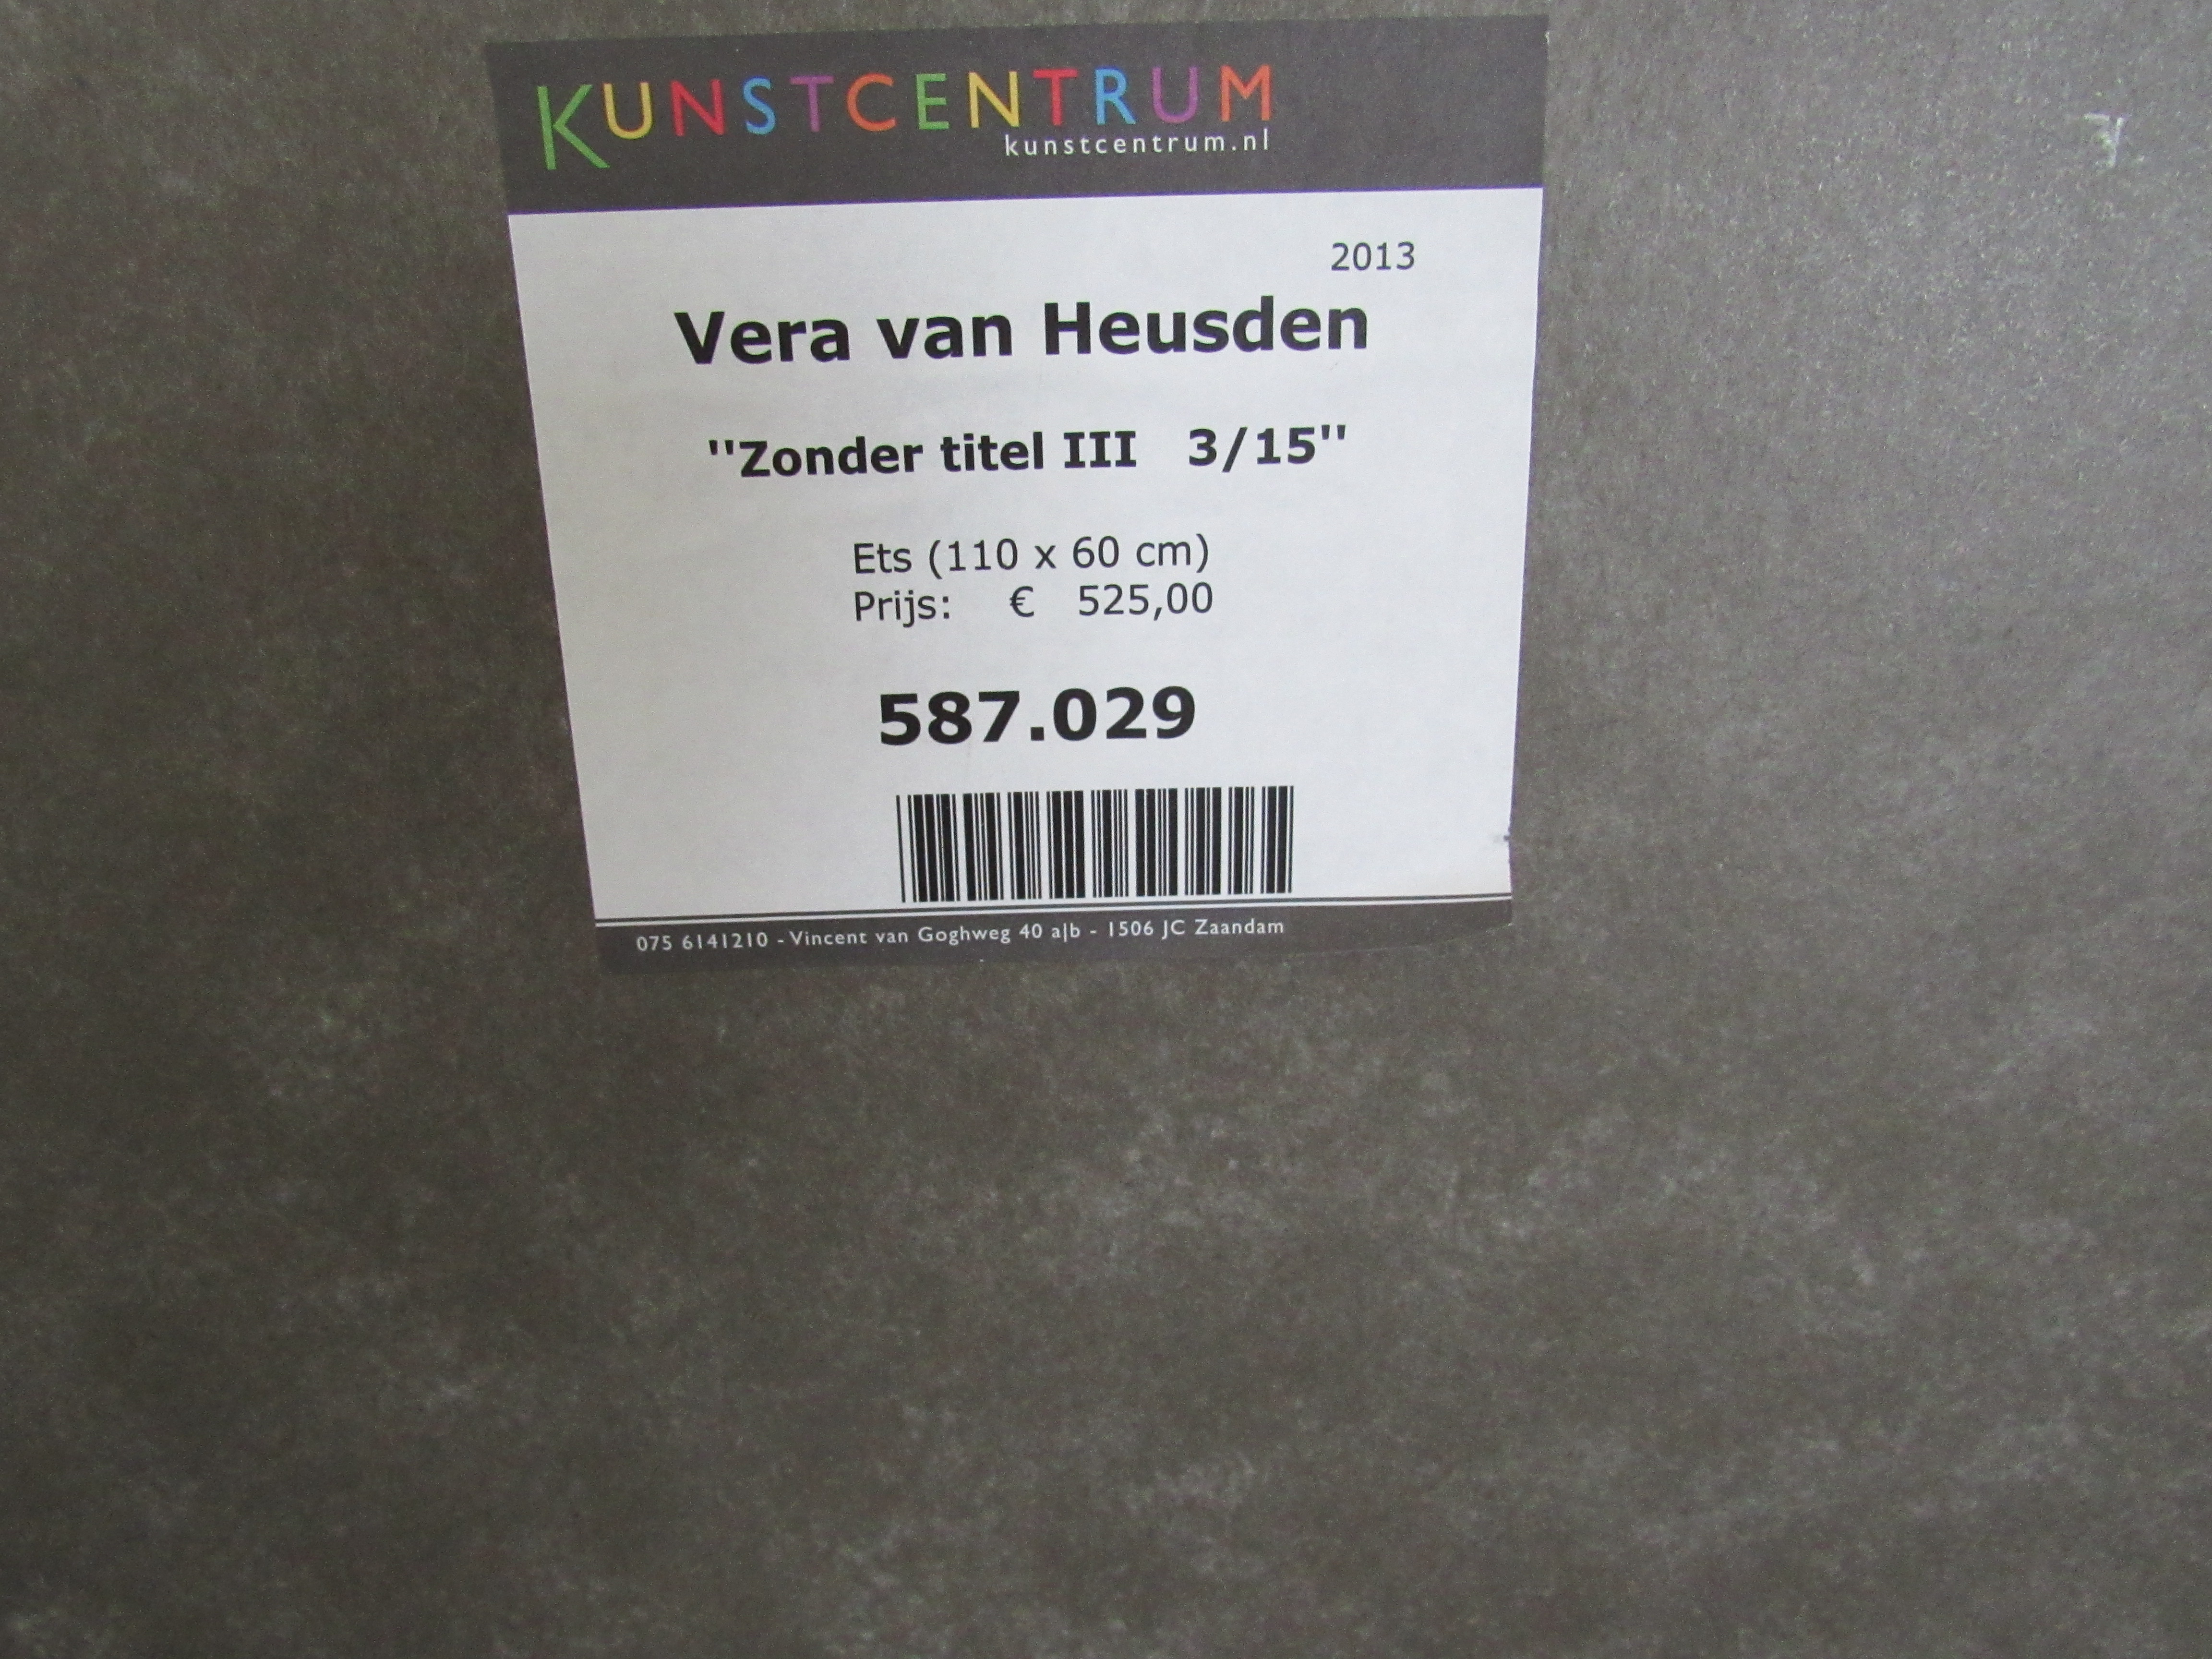 KUNSTCENTRUM
kunstcentrum.nl
2013
Vera van Heusden
"Zonder titel III 3/15"
Ets (110 x 60 cm)
Prijs: € 525,00
587.029
075 6141210 - Vincent van Goghweg 40 a|b - 1506 JC Zaandam